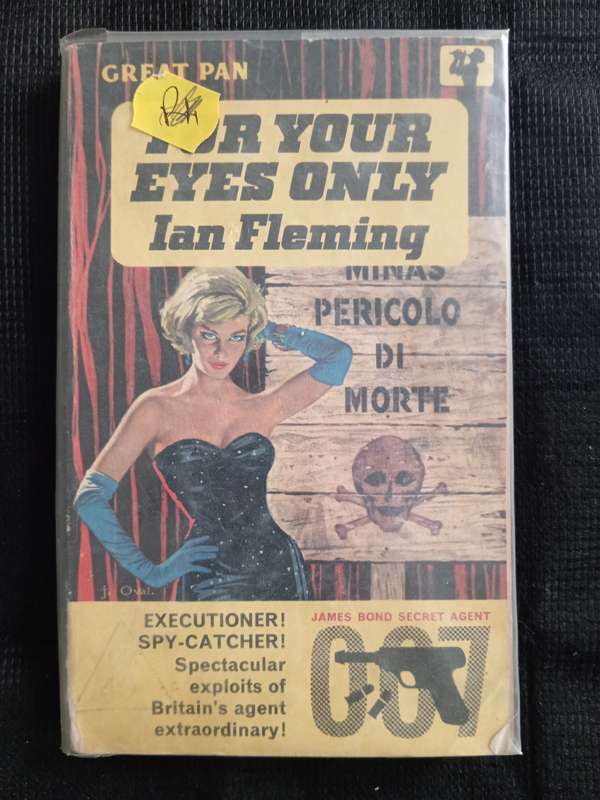 GREAT PAN
FOR YOUR
EYES ONLY
Ian Fleming
MINAS
PERICOLO
DI
MORTE
J. Oval.
EXECUTIONER!
SPY-CATCHER!
Spectacular
exploits of
Britain's agent
extraordinary!
JAMES BOND SECRET AGENT
007